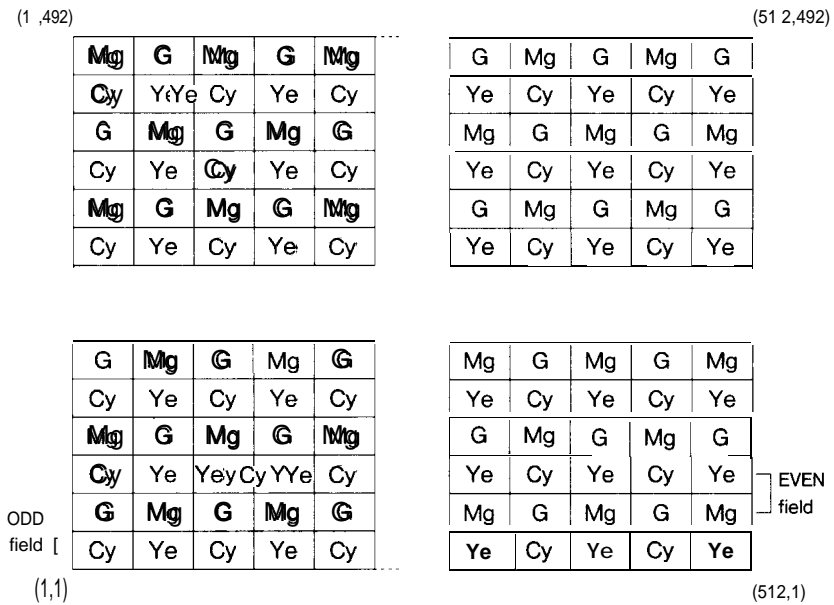 (1 ,492) (51 2,492)
Mg G Mg G Mg G Mg G Mg G
Cy Ye Cy Ye Cy Ye Cy Ye Cy Ye
G Mg G Mg G Mg G Mg G Mg
Cy Ye Cy Ye Cy Ye Cy Ye Cy Ye
Mg G Mg G Mg G Mg G Mg G
Cy Ye Cy Ye Cy Ye Cy Ye Cy Ye
G Mg G Mg G Mg G Mg G Mg
Cy Ye Cy Ye Cy Ye Cy Ye Cy Ye
Mg G Mg G Mg G Mg G Mg G
Cy Ye Cy Ye Cy Ye Cy Ye Cy Ye EVEN
ODD G Mg G Mg G Mg G Mg G Mg field
field [ Cy Ye Cy Ye Cy Ye Cy Ye Cy Ye
(1,1) (512,1)